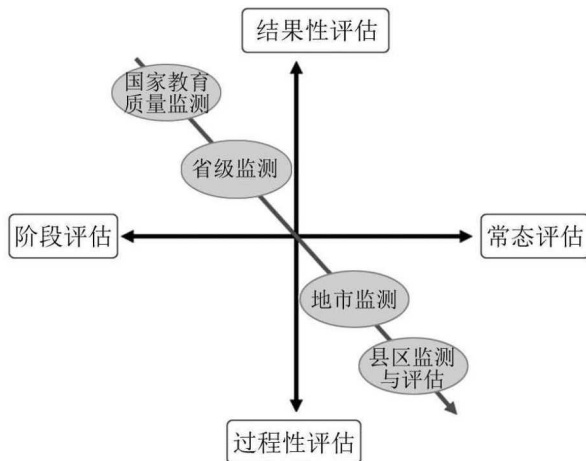 结果性评估
国家教育
质量监测
省级监测
阶段评估
常态评估
地市监测
县区监测
与评估
过程性评估